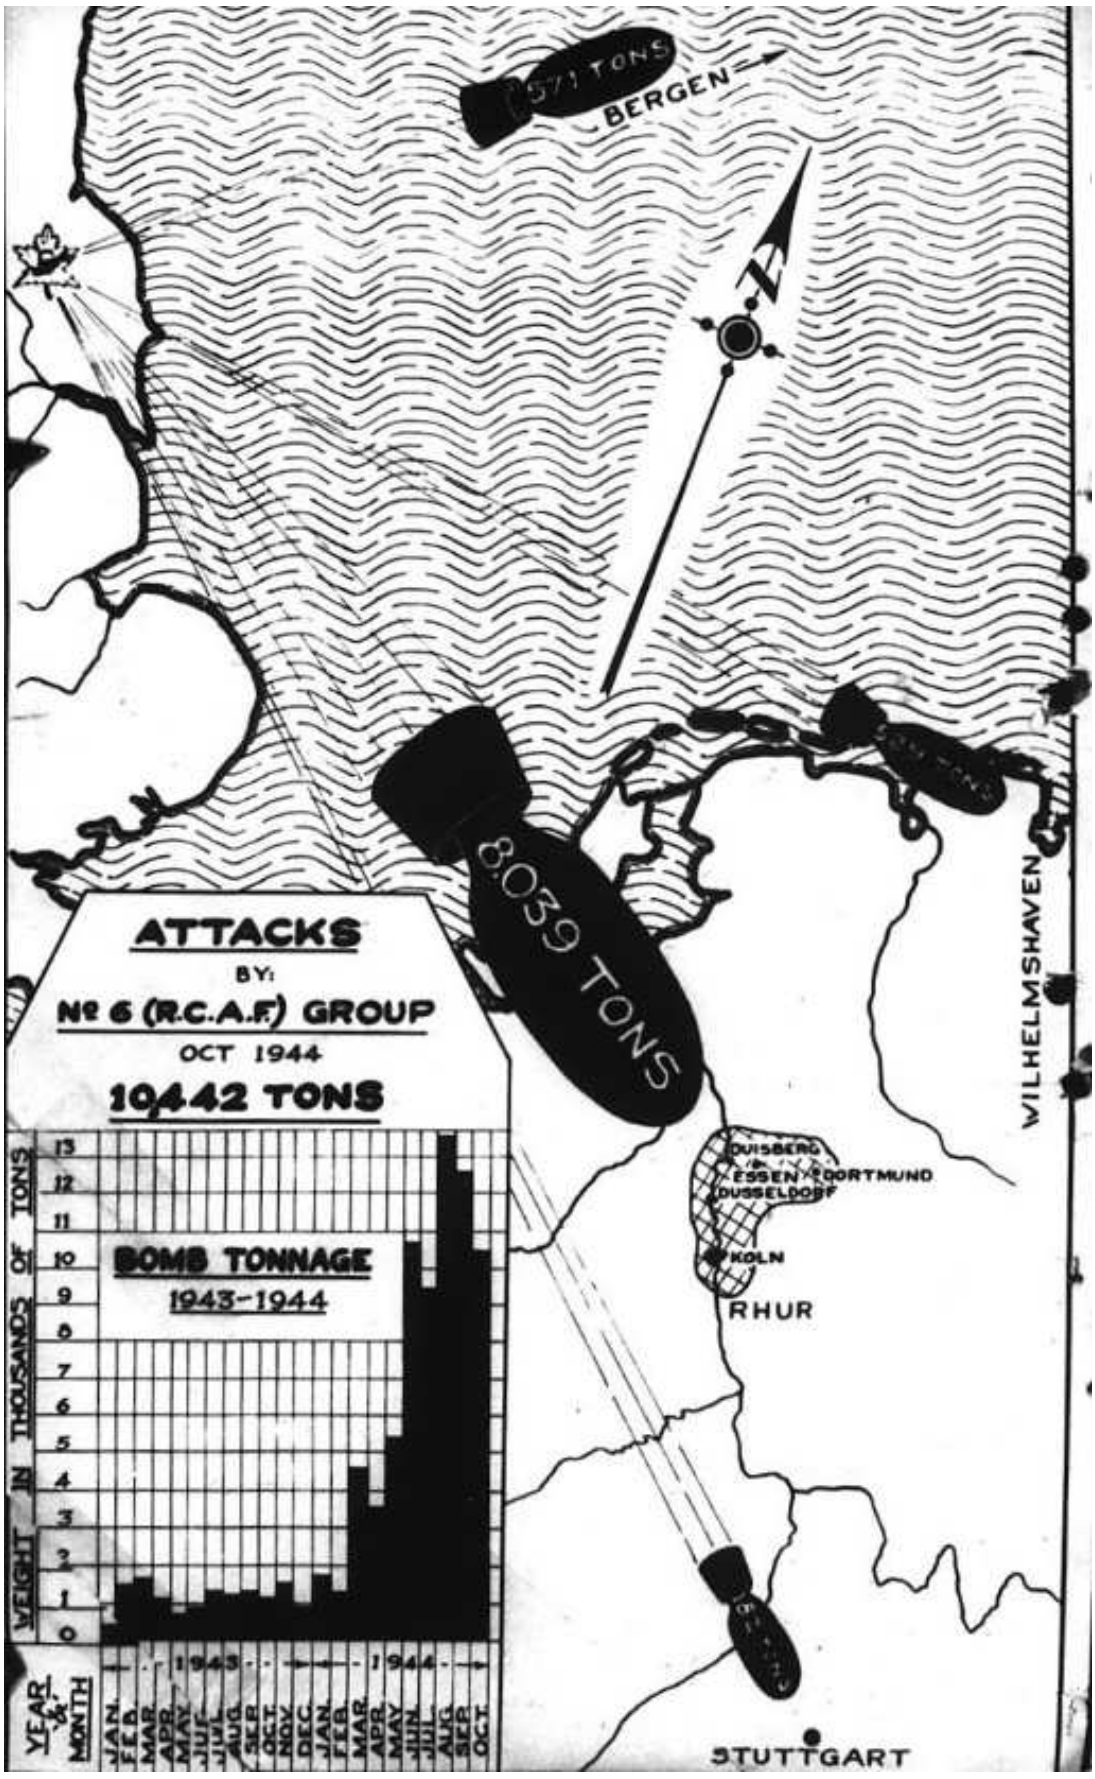 571 TONS
BERGEN
8,039 TONS
TONS
WILHELMSHAVEN
ATTACKS
BY:
No 6 (R.C.A.F.) GROUP
OCT 1944
10,442 TONS
DUISBERG
ESSEN DORTMUND
DUSSELDORF
KOLN
RHUR
STUTTGART
BOMB TONNAGE
1943-1944
WEIGHT IN THOUSANDS OF TONS
13
12
11
10
9
8
7
6
5
4
3
2
1
0
1943 1944
YEAR & MONTH
JAN. FEB. MAR. APR. MAY. JUN. JUL. AUG. SEP. OCT. NOV. DEC. JAN. FEB. MAR. APR. MAY JUN. JUL. AUG. SEP. OCT.
N